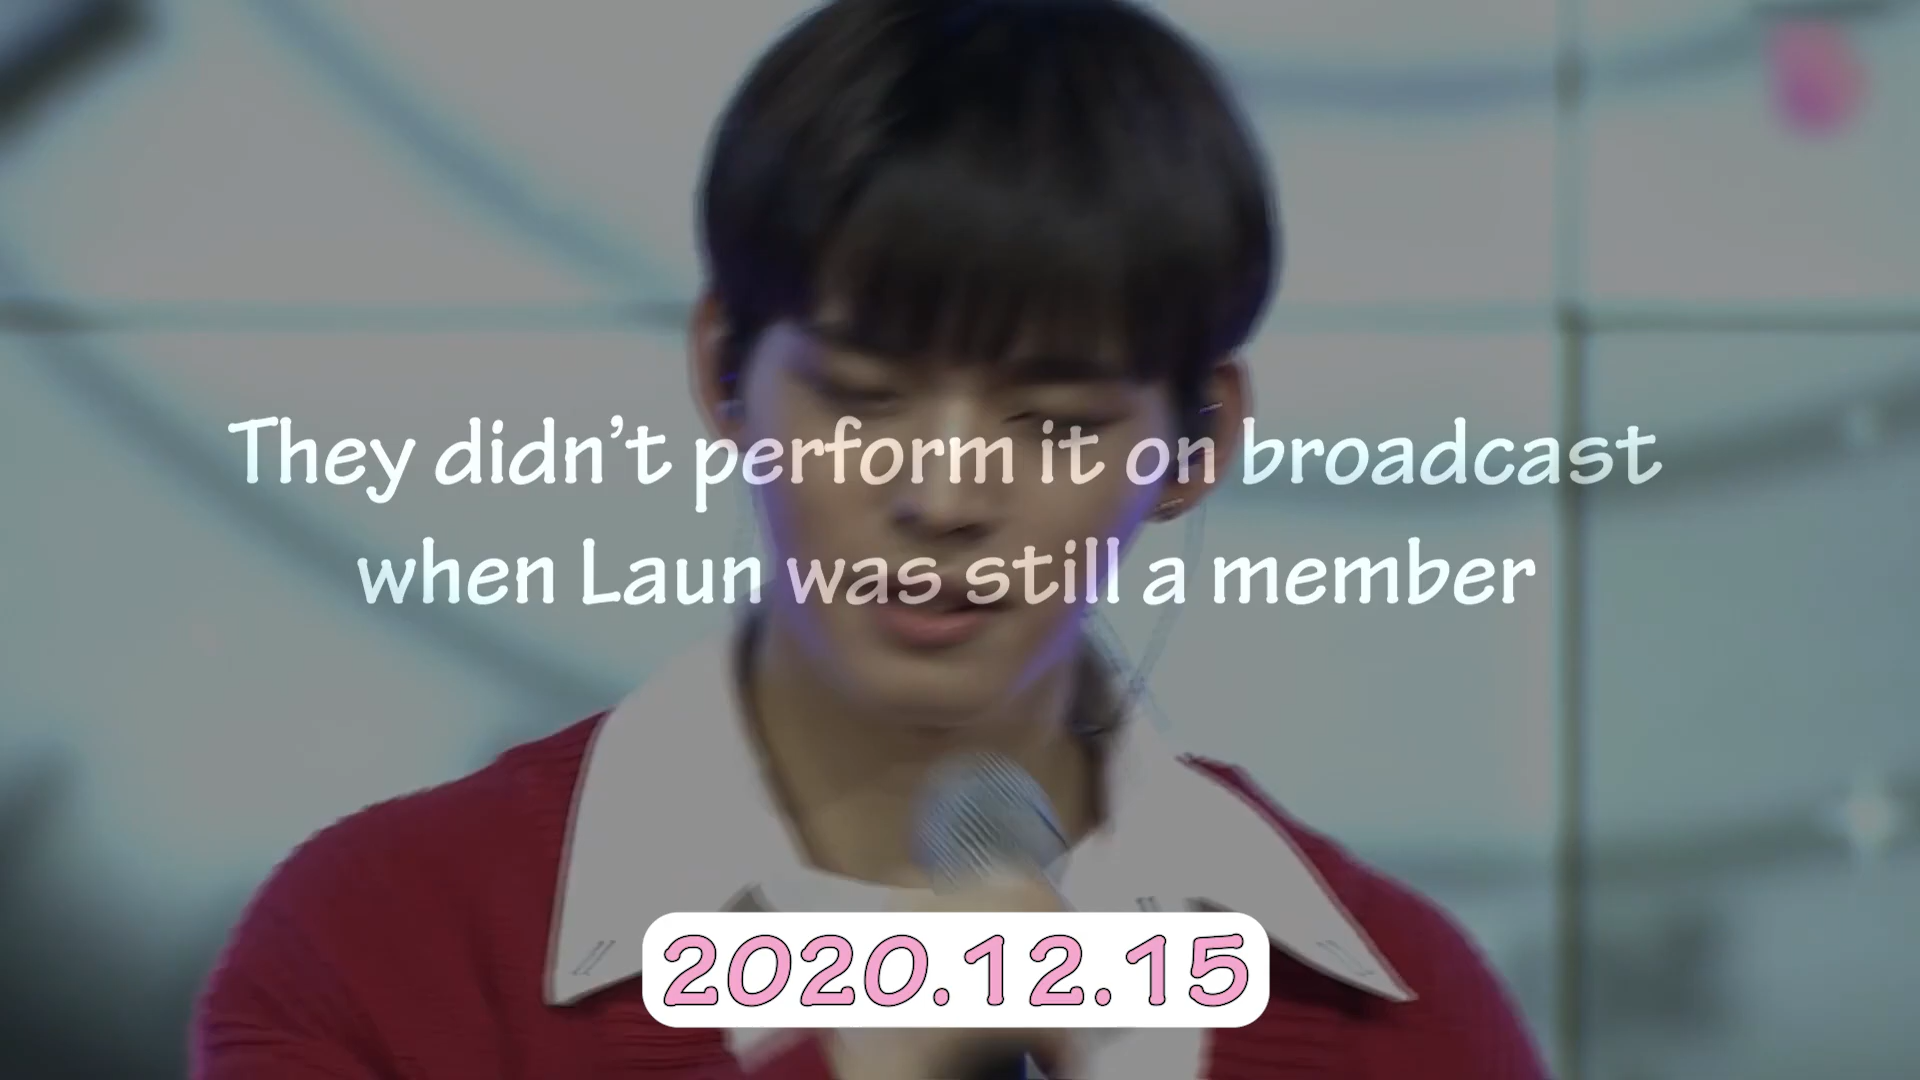 They didn’t perform it on broadcast
when Laun was still a member
2020.12.15